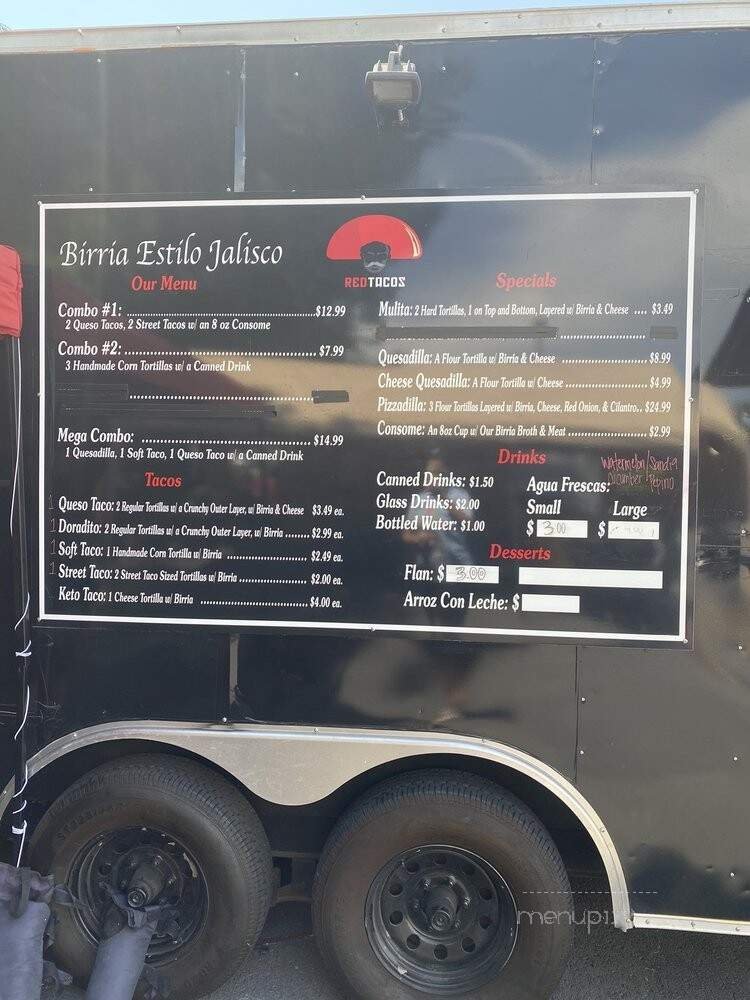 Birria Estilo Jalisco
REDTACOS
Our Menu
Combo #1: $12.99
2 Queso Tacos, 2 Street Tacos w/ an 8 oz Consome
Combo #2: $7.99
3 Handmade Corn Tortillas w/ a Canned Drink
Mega Combo: $14.99
1 Quesadilla, 1 Soft Taco, 1 Queso Taco w/ a Canned Drink
Tacos
Queso Taco: 2 Regular Tortillas w/ a Crunchy Outer Layer, w/ Birria & Cheese $3.49 ea.
Doradito: 2 Regular Tortillas w/ a Crunchy Outer Layer, w/ Birria ....... $2.99 ea.
Soft Taco: 1 Handmade Corn Tortilla w/ Birria $2.49 ea.
Street Taco: 2 Street Taco Sized Tortillas w/ Birria $2.00 ea.
Keto Taco: 1 Cheese Tortilla w/ Birria $4.00 ea.
Specials
Mulita: 2 Hard Tortillas, 1 on Top and Bottom, Layered w/ Birria & Cheese .... $3.49
Quesadilla: A Flour Tortilla w/ Birria & Cheese $8.99
Cheese Quesadilla: A Flour Tortilla w/ Cheese $4.99
Pizzadilla: 3 Flour Tortillas Layered w/ Birria, Cheese, Red Onion, & Cilantro.. $24.99
Consome: An 8oz Cup w/ Our Birria Broth & Meat $2.99
Drinks
Canned Drinks: $1.50
Glass Drinks: $2.00
Bottled Water: $1.00
Agua Frescas:
Watermelon/Sandia
Cucumber/Pepino
Small Large
$ 3.00 $
Desserts
Flan: $ 3.00
Arroz Con Leche: $
menupix